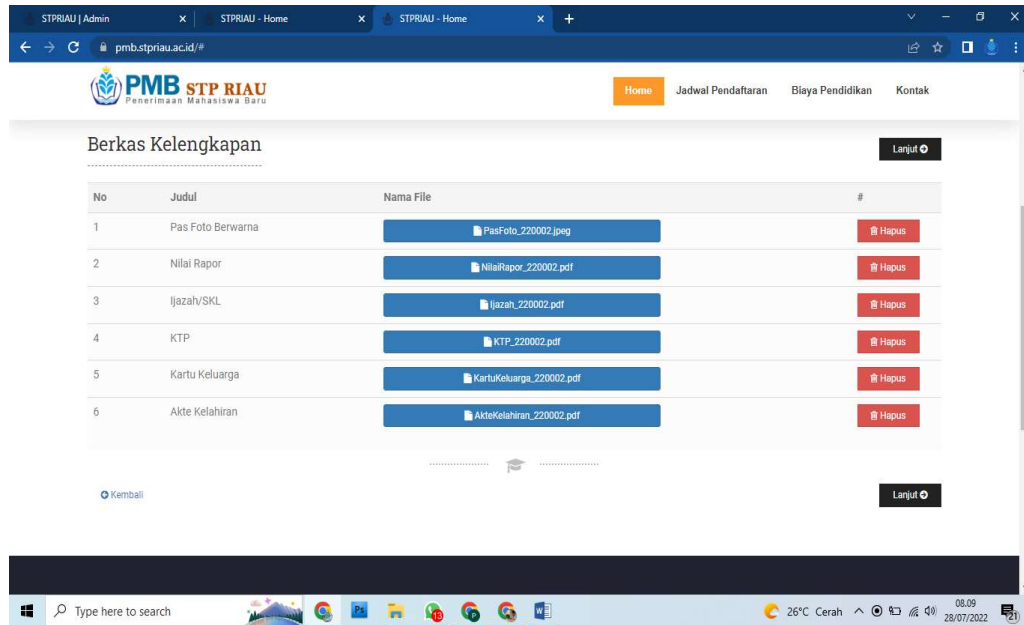 STPRIAU | Admin
STPRIAU - Home
STPRIAU - Home
pmb.stpriau.ac.id/#
PMB STP RIAU
Penerimaan Mahasiswa Baru
Home Jadwal Pendaftaran Biaya Pendidikan Kontak
Berkas Kelengkapan
Lanjut
No Judul Nama File #
1 Pas Foto Berwarna PasFoto_220002.jpeg Hapus
2 Nilai Rapor NilaiRapor_220002.pdf Hapus
3 Ijazah/SKL Ijazah_220002.pdf Hapus
4 KTP KTP_220002.pdf Hapus
5 Kartu Keluarga KartuKeluarga_220002.pdf Hapus
6 Akte Kelahiran AkteKelahiran_220002.pdf Hapus
Kembali Lanjut
Type here to search
Ps
13
W
26°C Cerah
08.09
28/07/2022
21